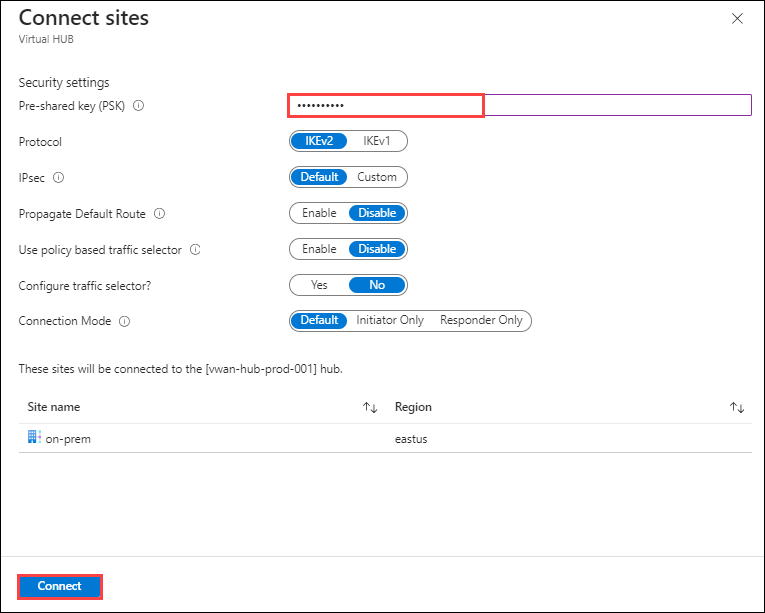 Connect sites
Virtual HUB
Security settings
Pre-shared key (PSK)
••••••••••
Protocol IKEv2 IKEv1
IPsec Default Custom
Propagate Default Route Enable Disable
Use policy based traffic selector Enable Disable
Configure traffic selector? Yes No
Connection Mode Default Initiator Only Responder Only
These sites will be connected to the [vwan-hub-prod-001] hub.
Site name Region
on-prem eastus
Connect